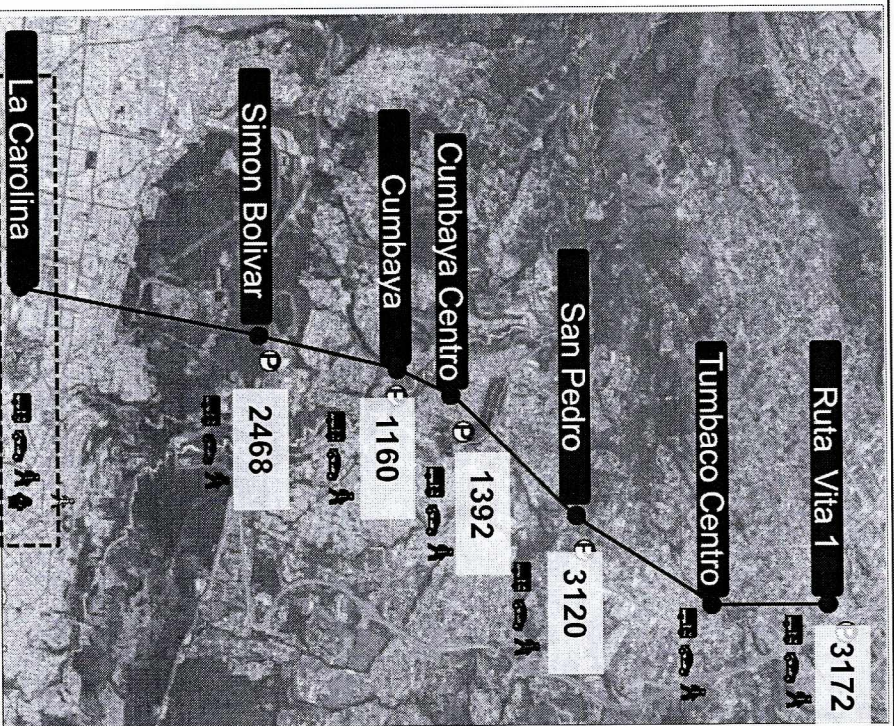 La Carolina
Simon Bolivar
P
2468
Cumbaya
E
1160
Cumbaya Centro
P
1392
San Pedro
E
3120
Tumbaco Centro
Ruta Vita 1
P
3172